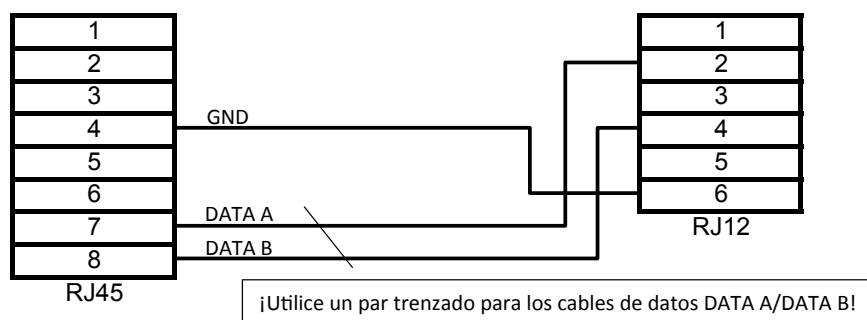 1
2
3
4
5
6
7
8
RJ45
GND
DATA A
DATA B
1
2
3
4
5
6
RJ12
¡Utilice un par trenzado para los cables de datos DATA A/DATA B!